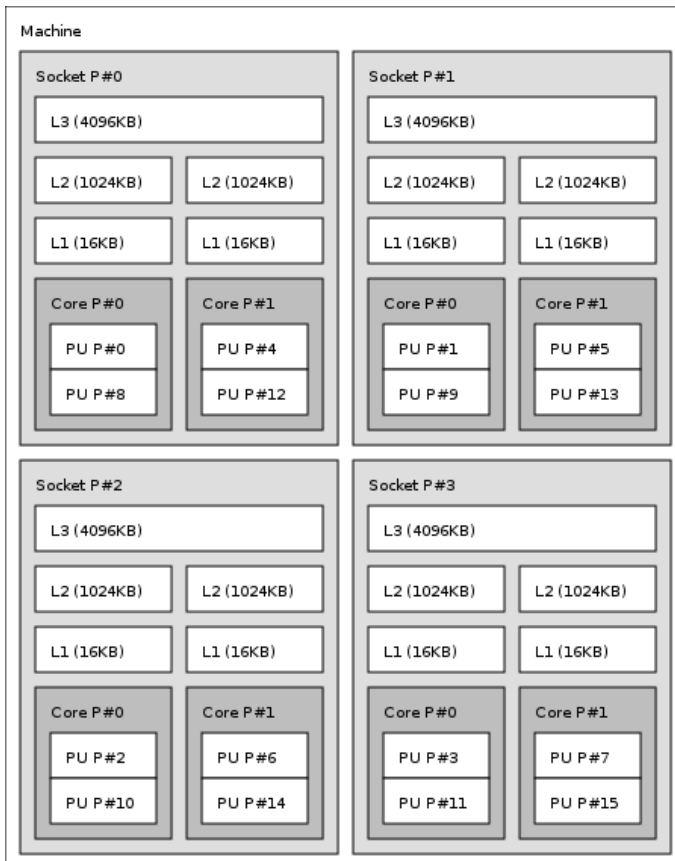 Machine
Socket P#0
L3 (4096KB)
L2 (1024KB) L2 (1024KB)
L1 (16KB) L1 (16KB)
Core P#0 Core P#1
PU P#0 PU P#4
PU P#8 PU P#12
Socket P#1
L3 (4096KB)
L2 (1024KB) L2 (1024KB)
L1 (16KB) L1 (16KB)
Core P#0 Core P#1
PU P#1 PU P#5
PU P#9 PU P#13
Socket P#2
L3 (4096KB)
L2 (1024KB) L2 (1024KB)
L1 (16KB) L1 (16KB)
Core P#0 Core P#1
PU P#2 PU P#6
PU P#10 PU P#14
Socket P#3
L3 (4096KB)
L2 (1024KB) L2 (1024KB)
L1 (16KB) L1 (16KB)
Core P#0 Core P#1
PU P#3 PU P#7
PU P#11 PU P#15